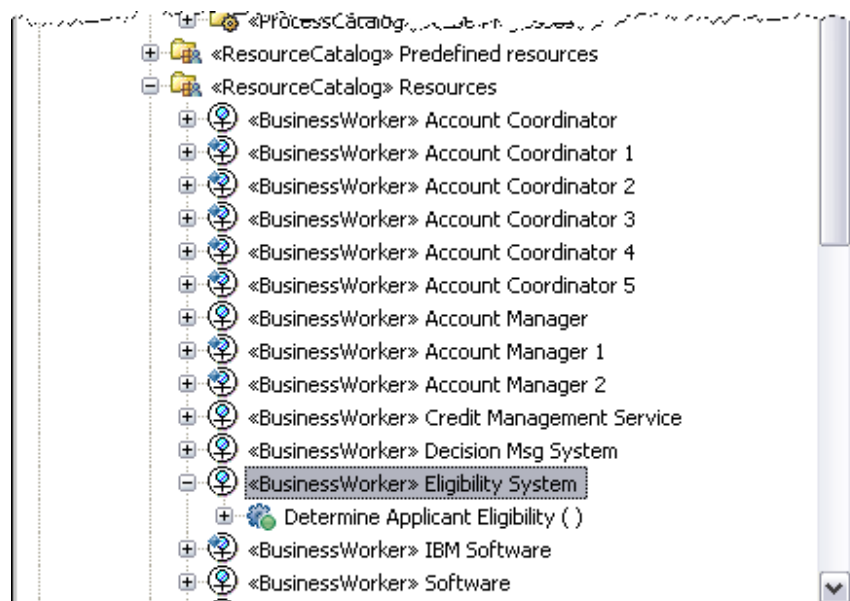 «ProcessCatalog
«ResourceCatalog» Predefined resources
«ResourceCatalog» Resources
«BusinessWorker» Account Coordinator
«BusinessWorker» Account Coordinator 1
«BusinessWorker» Account Coordinator 2
«BusinessWorker» Account Coordinator 3
«BusinessWorker» Account Coordinator 4
«BusinessWorker» Account Coordinator 5
«BusinessWorker» Account Manager
«BusinessWorker» Account Manager 1
«BusinessWorker» Account Manager 2
«BusinessWorker» Credit Management Service
«BusinessWorker» Decision Msg System
«BusinessWorker» Eligibility System
Determine Applicant Eligibility ( )
«BusinessWorker» IBM Software
«BusinessWorker» Software